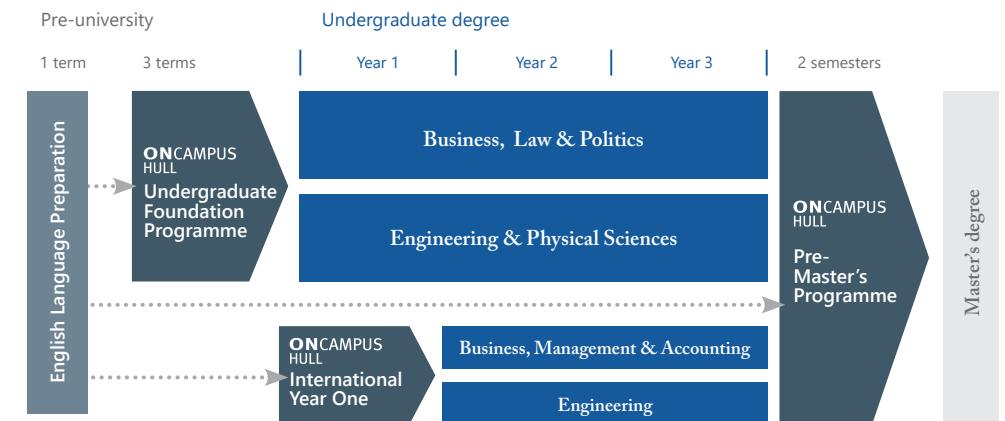 Pre-university
Undergraduate degree
1 term
3 terms
Year 1
Year 2
Year 3
2 semesters
English Language Preparation
ONCAMPUS
HULL
Undergraduate
Foundation
Programme
Business, Law & Politics
Engineering & Physical Sciences
ONCAMPUS
HULL
Pre-
Master's
Programme
Master's degree
ONCAMPUS
HULL
International
Year One
Business, Management & Accounting
Engineering